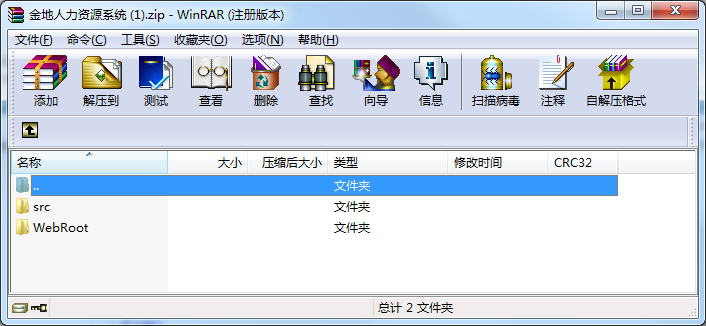 金地人力资源系统 (1).zip - WinRAR (注册版本)
文件(F) 命令(C) 工具(S) 收藏夹(O) 选项(N) 帮助(H)
添加 解压到 测试 查看 删除 查找 向导 信息 扫描病毒 注释 自解压格式
名称 大小 压缩后大小 类型 修改时间 CRC32
.. 文件夹
src 文件夹
WebRoot 文件夹
总计 2 文件夹